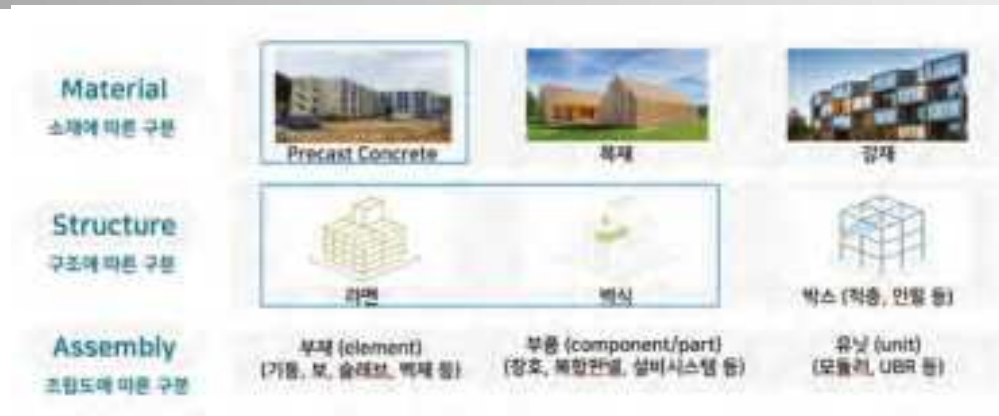 Material
소재에 따른 구분
Precast Concrete
목재
강재
Structure
구조에 따른 구분
라멘
벽식
박스 (적층, 인필 등)
Assembly
조립도에 따른 구분
부재 (element)
(기둥, 보, 슬래브, 벽체 등)
부품 (component/part)
(창호, 복합판넬, 설비시스템 등)
유닛 (unit)
(모듈러, UBR 등)